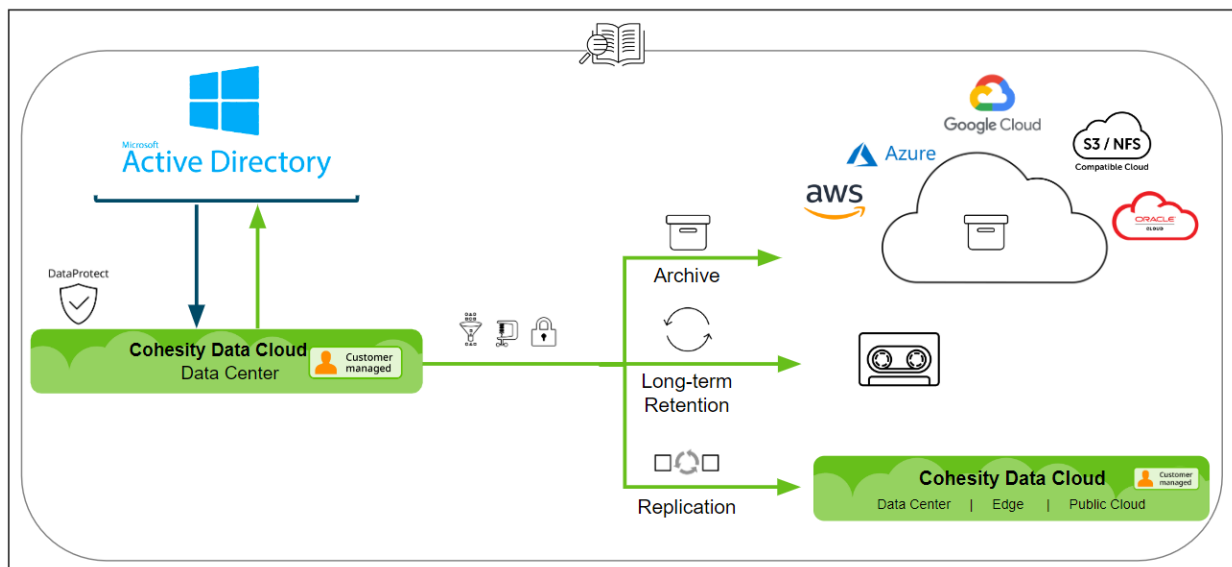 Microsoft
Active Directory
DataProtect
Cohesity Data Cloud
Data Center
Customer
managed
Archive
Long-term
Retention
Replication
Google Cloud
Azure
aws
S3 / NFS
Compatible Cloud
ORACLE
CLOUD
Cohesity Data Cloud
Customer
managed
Data Center | Edge | Public Cloud